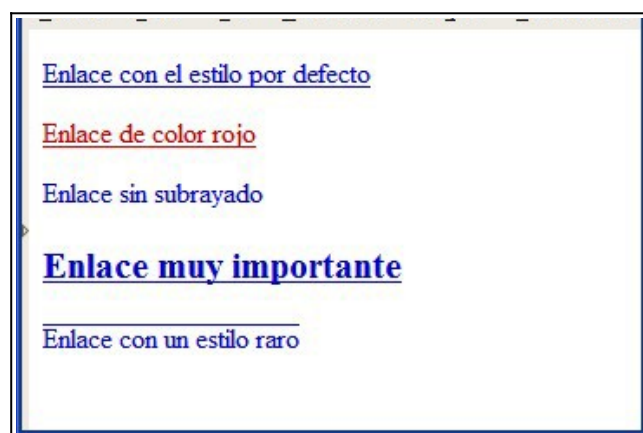 Enlace con el estilo por defecto
Enlace de color rojo
Enlace sin subrayado
Enlace muy importante
Enlace con un estilo raro